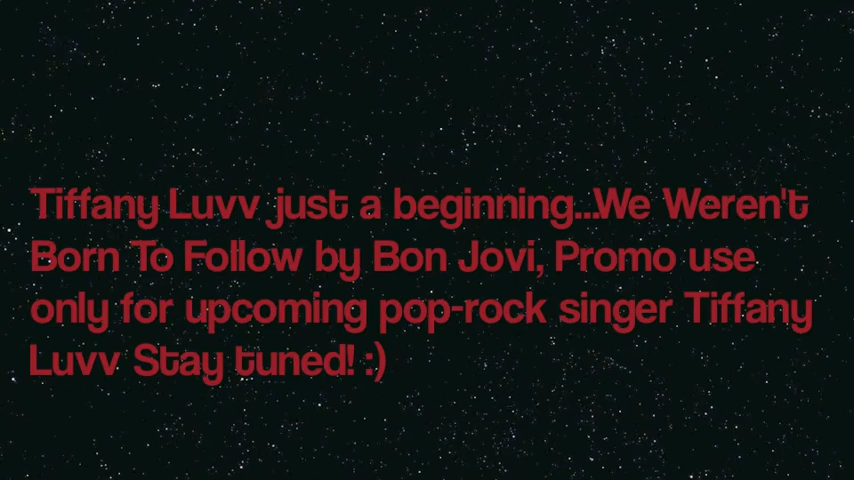 Tiffany Luvv just a beginning...We Weren't
Born To Follow by Bon Jovi, Promo use
only for upcoming pop-rock singer Tiffany
Luvv Stay tuned! :)